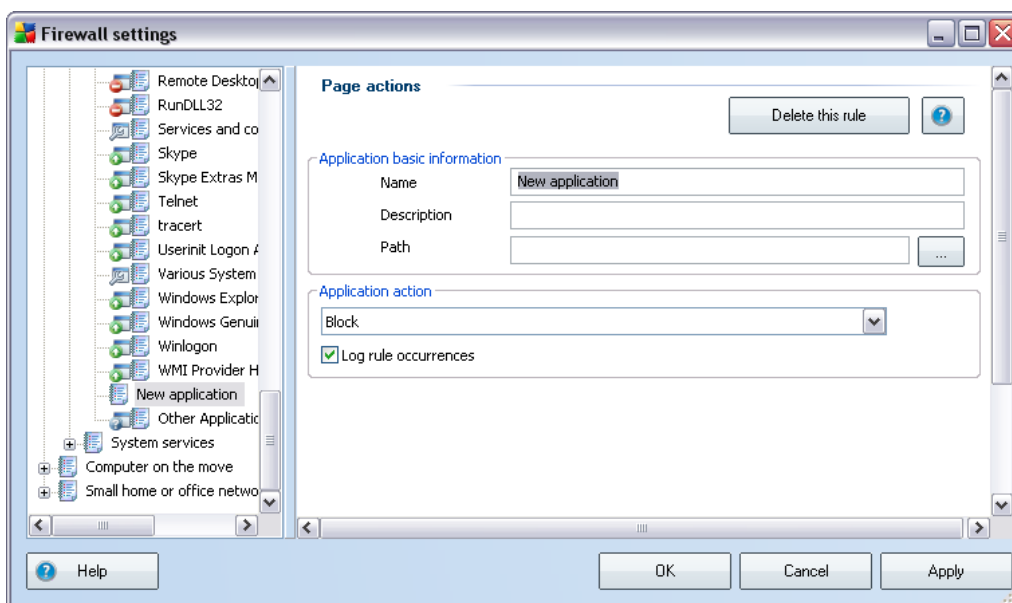 Firewall settings
Remote Desktop
RunDLL32
Services and co
Skype
Skype Extras M
Telnet
tracert
Userinit Logon A
Various System
Windows Explor
Windows Genui
Winlogon
WMI Provider H
New application
Other Applicatic
System services
Computer on the move
Small home or office netwo
Page actions
Delete this rule
Application basic information
Name
New application
Description
Path
...
Application action
Block
Log rule occurrences
Help
OK
Cancel
Apply